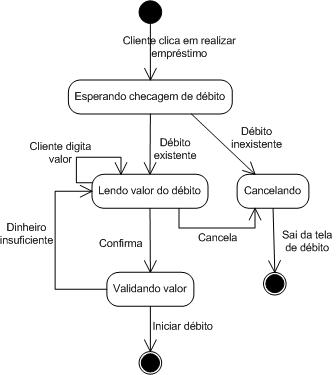 Cliente clica em realizar
empréstimo
Esperando checagem de débito
Cliente digita
valor
Débito
existente
Débito
inexistente
Lendo valor do débito
Cancelando
Dinheiro
insuficiente
Confirma
Cancela
Sai da tela
de débito
Validando valor
Iniciar débito